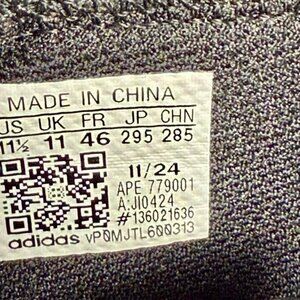 MADE IN CHINA
US UK FR JP CHN
11½ 11 46 295 285
11/24
APE 779001
A:JI0424
#136021636
adidas VP0MJTL600313